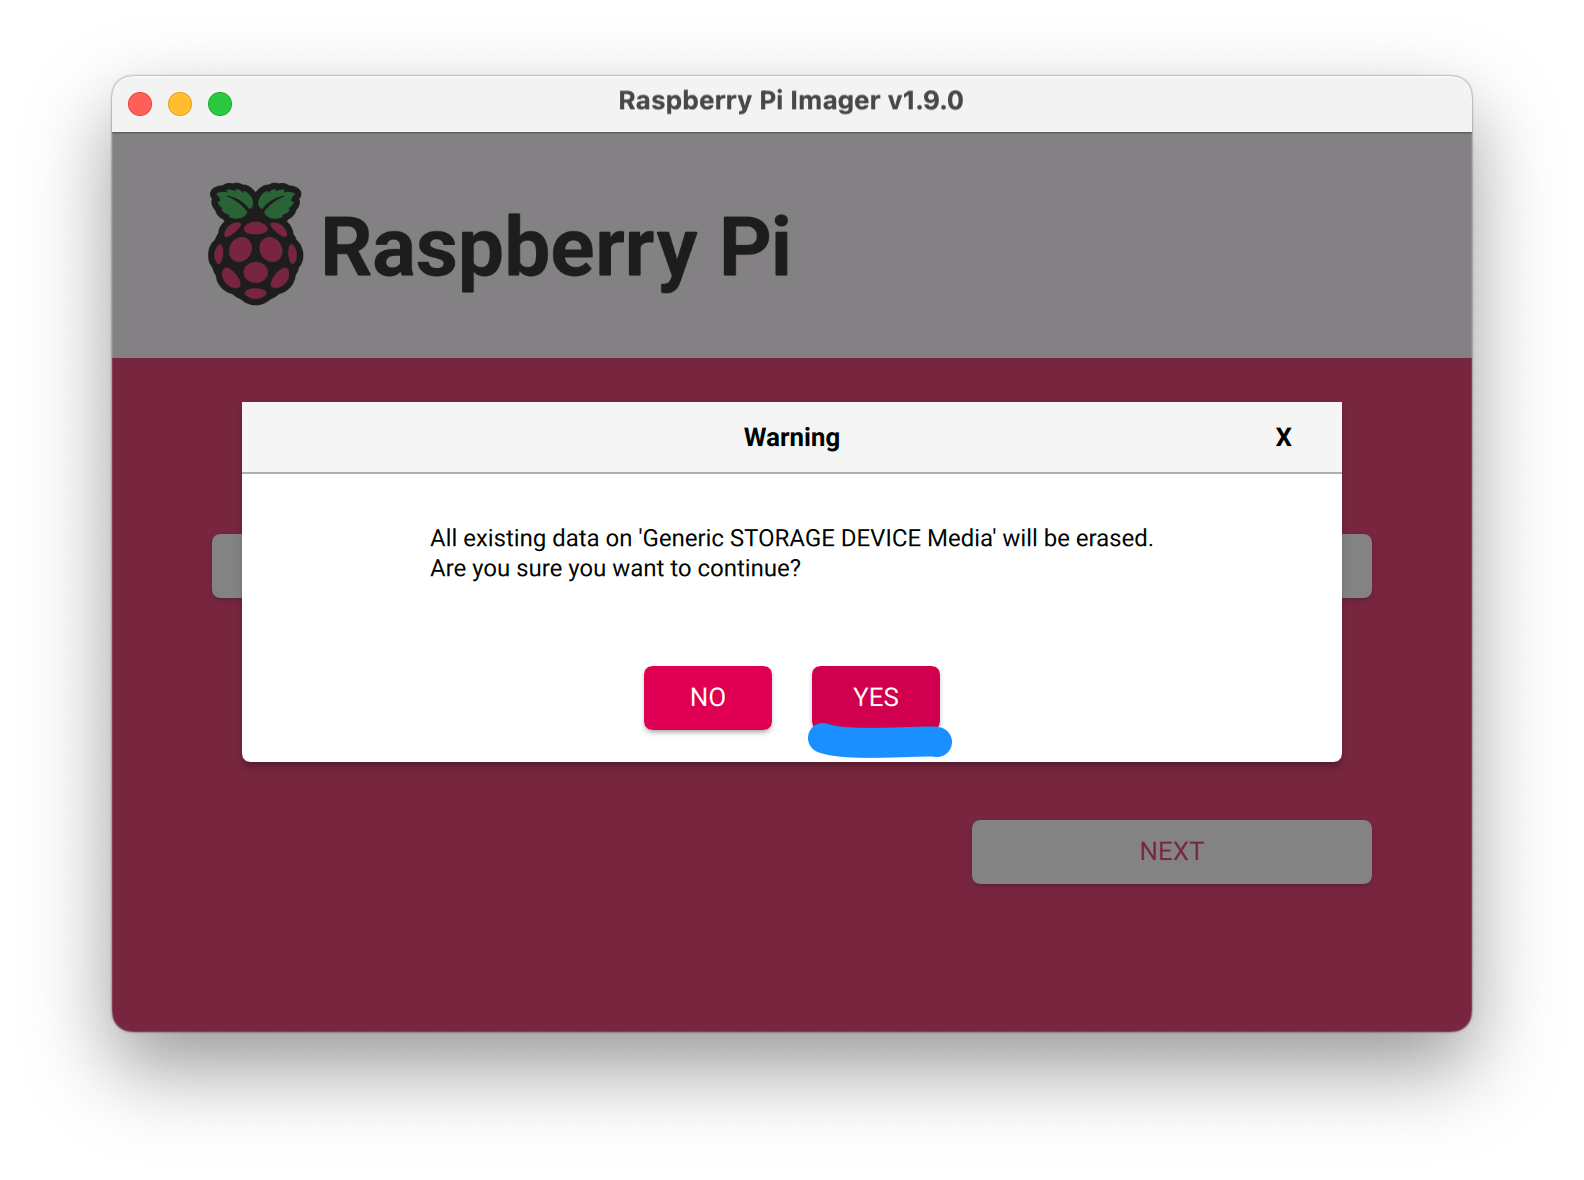 Raspberry Pi Imager v1.9.0
Raspberry Pi
Warning
X
All existing data on 'Generic STORAGE DEVICE Media' will be erased.
Are you sure you want to continue?
NO
YES
NEXT